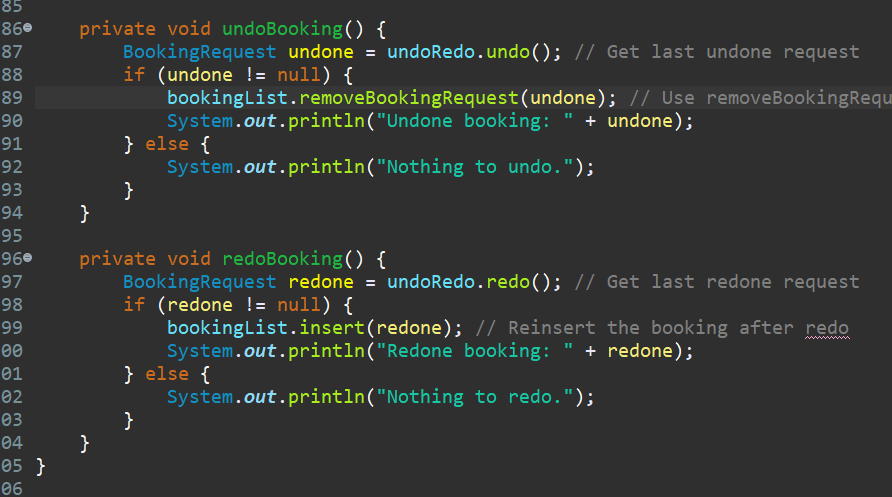 85
86 private void undoBooking() {
87 BookingRequest undone = undoRedo.undo(); // Get last undone request
88 if (undone != null) {
89 bookingList.removeBookingRequest(undone); // Use removeBookingRequ
90 System.out.println("Undone booking: " + undone);
91 } else {
92 System.out.println("Nothing to undo.");
93 }
94 }
95
96 private void redoBooking() {
97 BookingRequest redone = undoRedo.redo(); // Get last redone request
98 if (redone != null) {
99 bookingList.insert(redone); // Reinsert the booking after redo
00 System.out.println("Redone booking: " + redone);
01 } else {
02 System.out.println("Nothing to redo.");
03 }
04 }
05 }
06